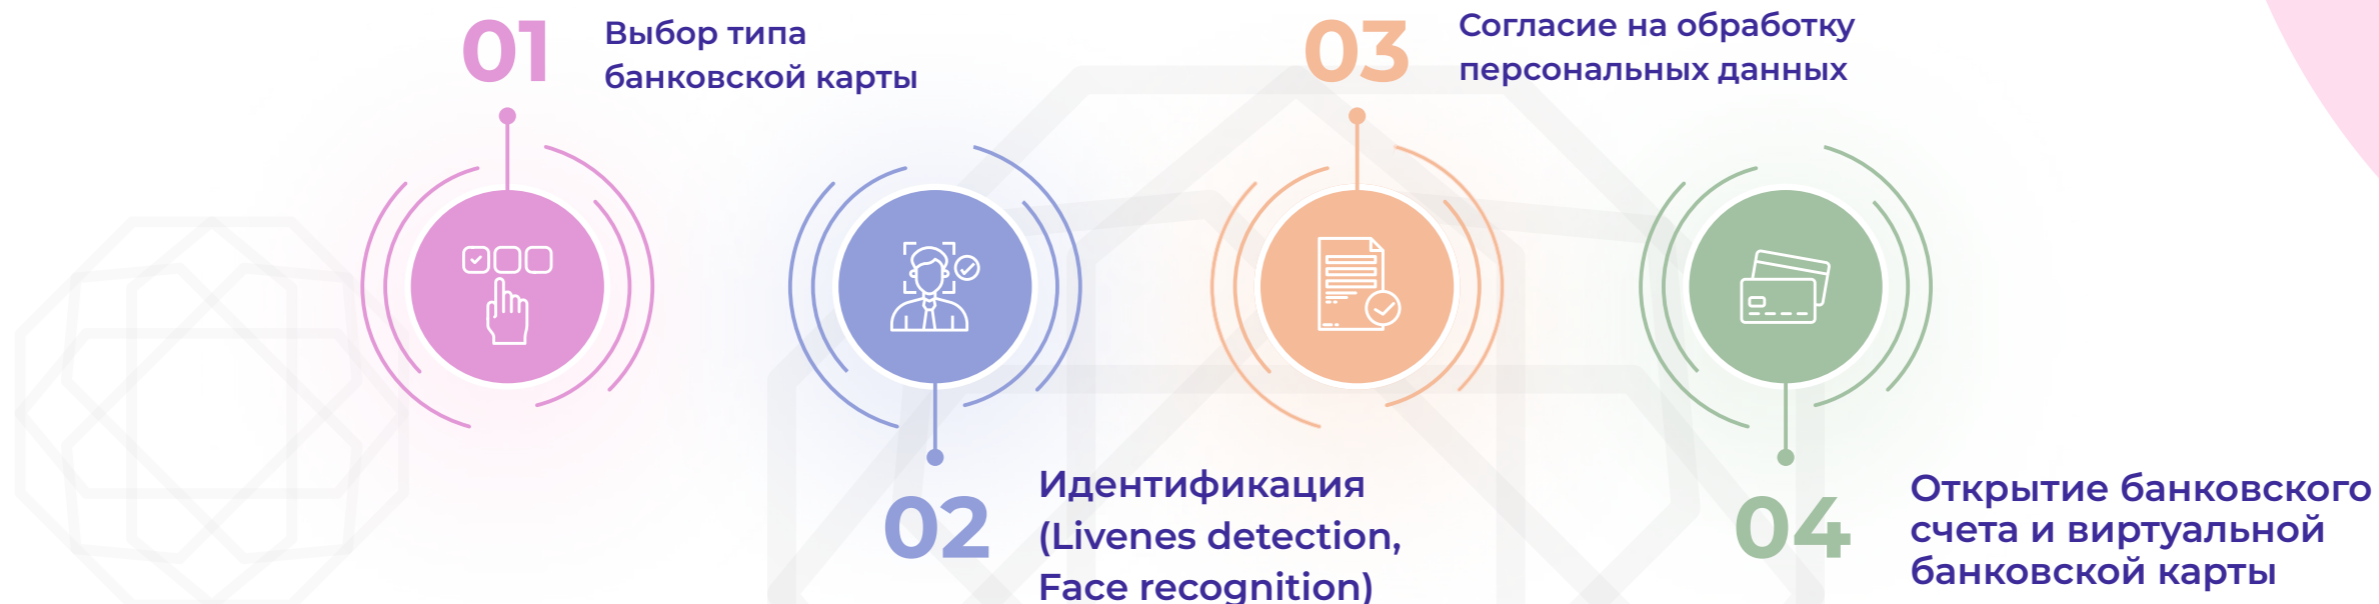 01
Выбор типа
банковской карты
02
Идентификация
(Livenes detection,
Face recognition)
03
Согласие на обработку
персональных данных
04
Открытие банковского
счета и виртуальной
банковской карты